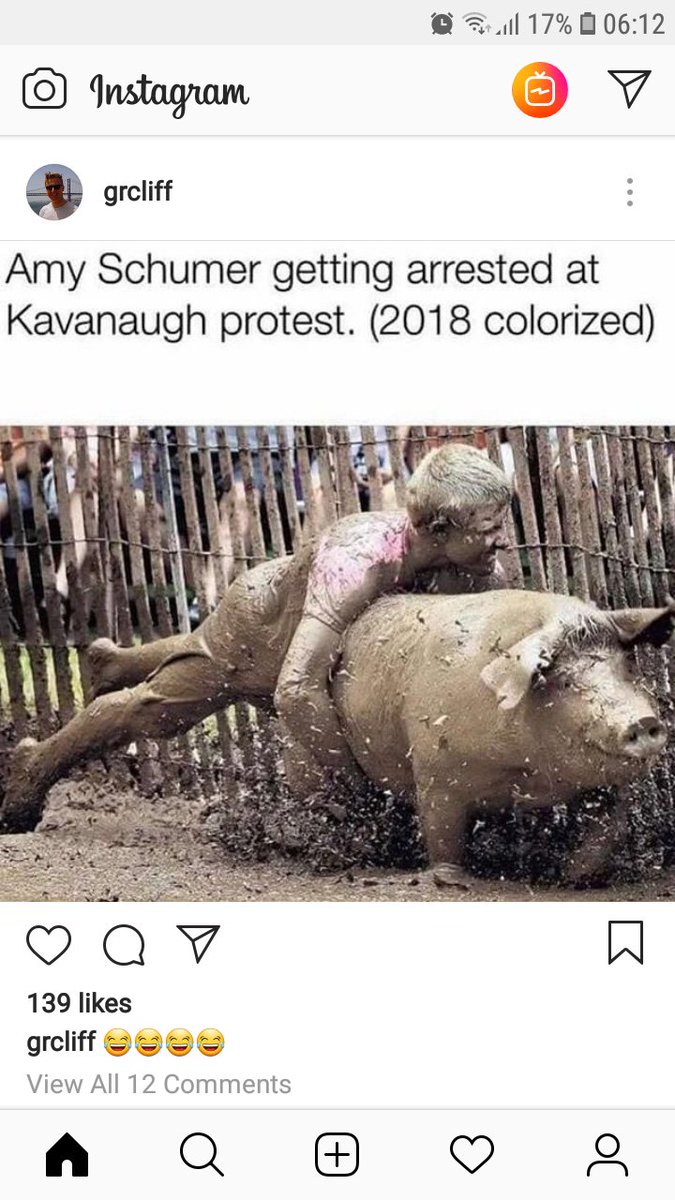 17% 06:12
Instagram
grcliff
Amy Schumer getting arrested at
Kavanaugh protest. (2018 colorized)
139 likes
grcliff 😂😂😂😂
View All 12 Comments